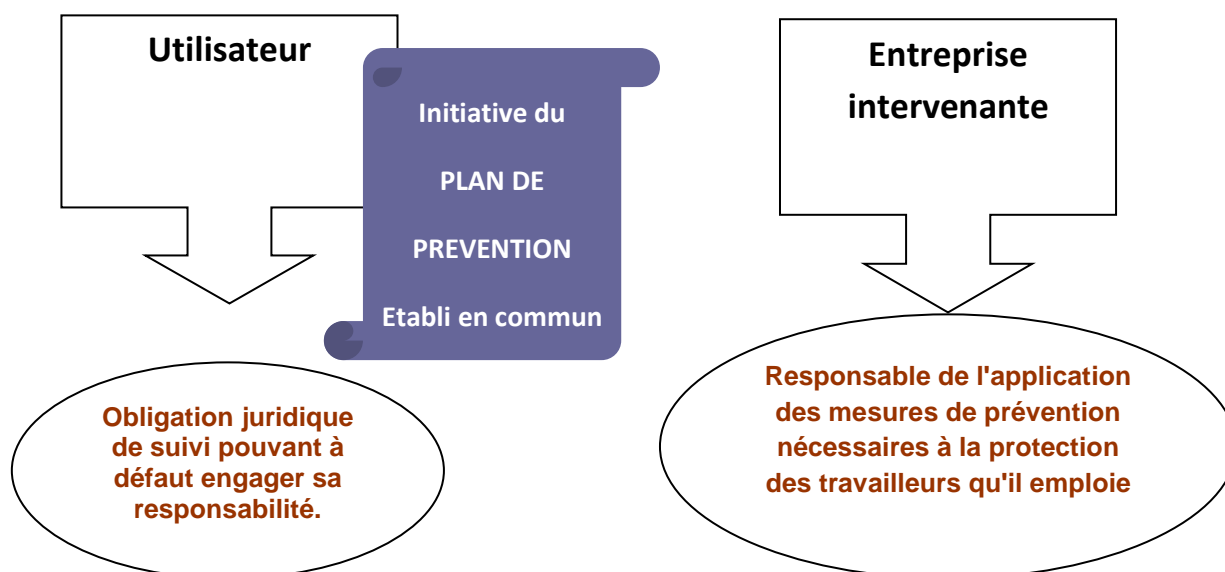 Utilisateur
Initiative du
PLAN DE
PREVENTION
Etabli en commun
Entreprise
intervenante
Obligation juridique
de suivi pouvant à
défaut engager sa
responsabilité.
Responsable de l'application
des mesures de prévention
nécessaires à la protection
des travailleurs qu'il emploie